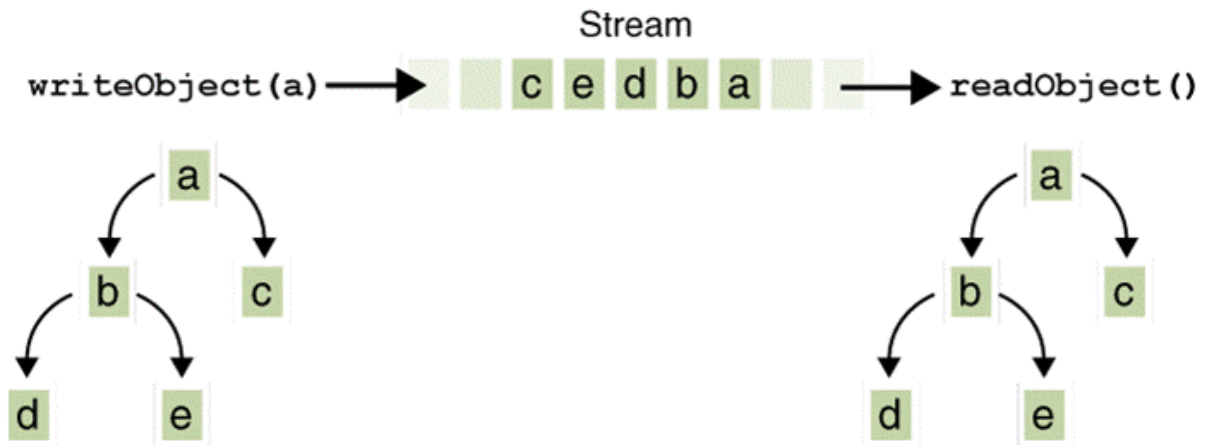 Stream
writeObject(a) c e d b a readObject()
a a
b c b c
d e d e